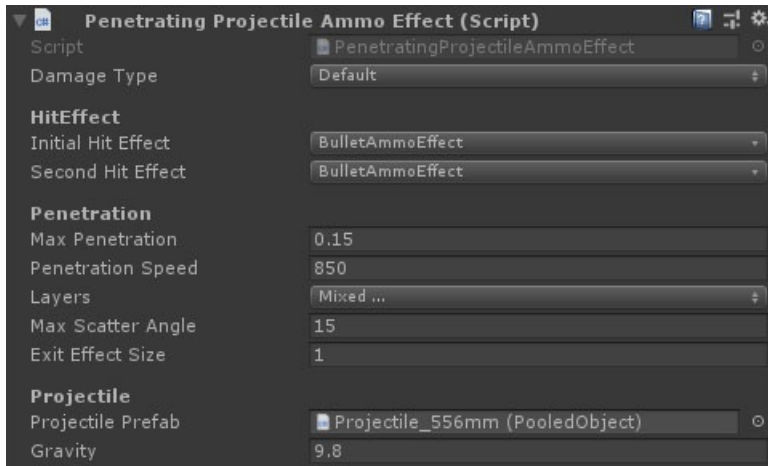 Penetrating Projectile Ammo Effect (Script)
Script PenetratingProjectileAmmoEffect
Damage Type Default
HitEffect
Initial Hit Effect BulletAmmoEffect
Second Hit Effect BulletAmmoEffect
Penetration
Max Penetration 0.15
Penetration Speed 850
Layers Mixed ...
Max Scatter Angle 15
Exit Effect Size 1
Projectile
Projectile Prefab Projectile_556mm (PooledObject)
Gravity 9.8